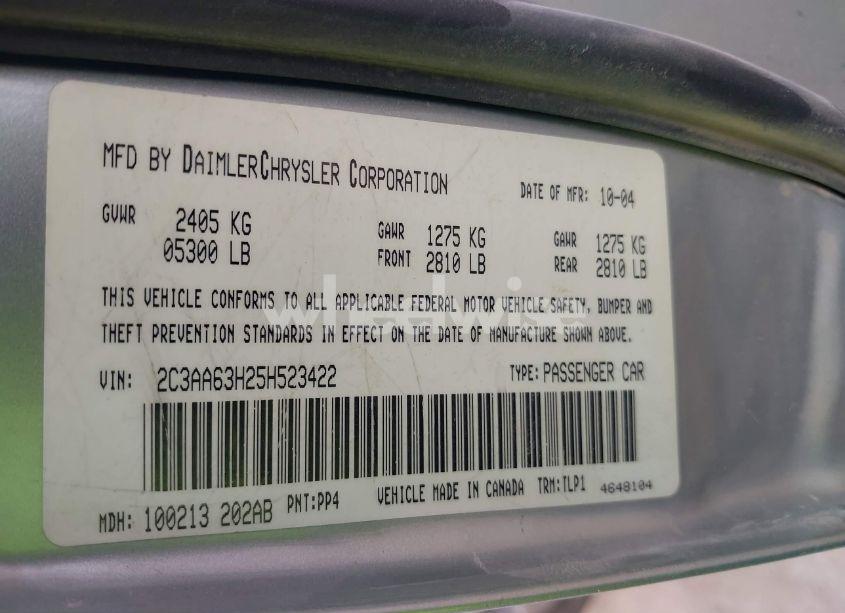 MFD BY DAIMLERCHRYSLER CORPORATION DATE OF MFR: 10-04
GVWR 2405 KG GAWR 1275 KG GAWR 1275 KG
05300 LB FRONT 2810 LB REAR 2810 LB
THIS VEHICLE CONFORMS TO ALL APPLICABLE FEDERAL MOTOR VEHICLE SAFETY, BUMPER AND
THEFT PREVENTION STANDARDS IN EFFECT ON THE DATE OF MANUFACTURE SHOWN ABOVE.
VIN: 2C3AA63H25H523422 TYPE: PASSENGER CAR
MDH: 100213 202AB PNT:PP4 VEHICLE MADE IN CANADA TRM:TLP1 4648104